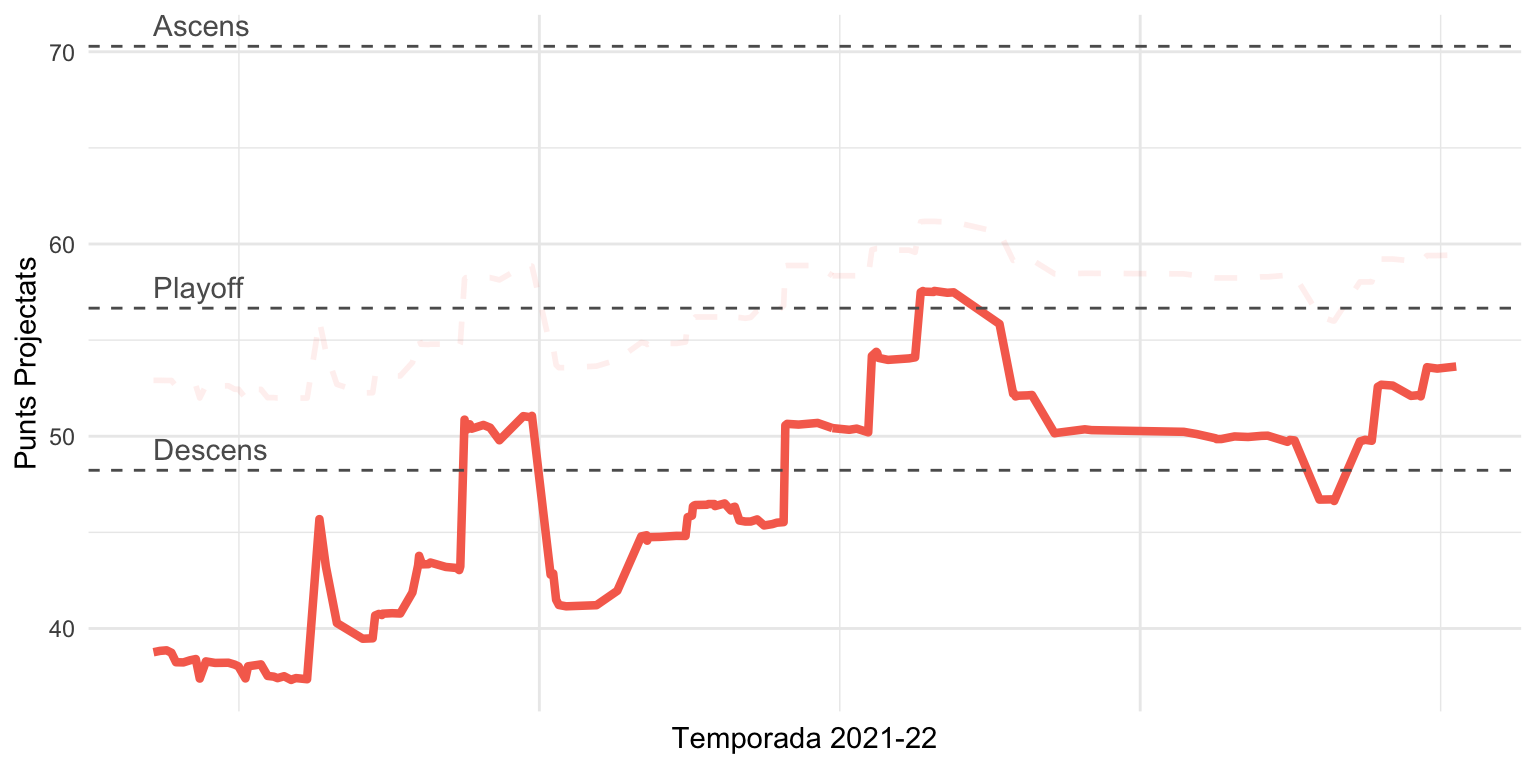 Ascens
70
60
Playoff
50
Descens
40
Punts Projectats
Temporada 2021-22